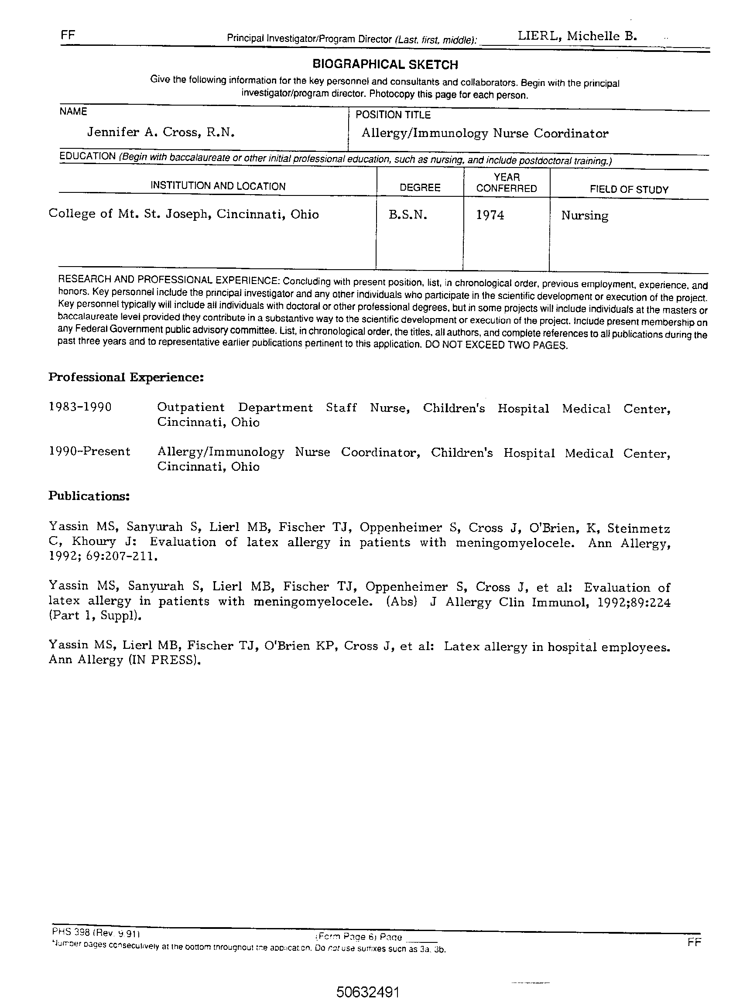 FF
Principal Investigator/Program Director (Last, first, middle): LIERL, Michelle B.
BIOGRAPHICAL SKETCH
Give the following information for the key personnel and consultants and collaborators. Begin with the principal
investigator/program director. Photocopy this page for each person.
NAME
POSITION TITLE
Jennifer A. Cross, R.N.
Allergy/Immunology Nurse Coordinator
EDUCATION (Begin with baccalaureate or other initial professional education, such as nursing, and include postdoctoral training.)
INSTITUTION AND LOCATION
DEGREE
YEAR
CONFERRED
FIELD OF STUDY
College of Mt. St. Joseph, Cincinnati, Ohio
B.S.N.
1974
Nursing
RESEARCH AND PROFESSIONAL EXPERIENCE: Concluding with present position, list, in chronological order, previous employment, experience, and
honors. Key personnel include the principal investigator and any other individuals who participate in the scientific development or execution of the project.
Key personnel typically will include all individuals with doctoral or other professional degrees, but in some projects will include individuals at the masters or
baccalaureate level provided they contribute in a substantive way to the scientific development or execution of the project. Include present membership on
any Federal Government public advisory committee. List, in chronological order, the titles, all authors, and complete references to all publications during the
past three years and to representative earlier publications pertinent to this application. DO NOT EXCEED TWO PAGES.
Professional Experience:
1983-1990 Outpatient Department Staff Nurse, Children's Hospital Medical Center,
Cincinnati, Ohio
1990-Present Allergy/Immunology Nurse Coordinator, Children's Hospital Medical Center,
Cincinnati, Ohio
Publications:
Yassin MS, Sanyurah S, Lierl MB, Fischer TJ, Oppenheimer S, Cross J, O'Brien, K, Steinmetz
C, Khoury J: Evaluation of latex allergy in patients with meningomyelocele. Ann Allergy,
1992; 69:207-211.
Yassin MS, Sanyurah S, Lierl MB, Fischer TJ, Oppenheimer S, Cross J, et al: Evaluation of
latex allergy in patients with meningomyelocele. (Abs) J Allergy Clin Immunol, 1992;89:224
(Part 1, Suppl).
Yassin MS, Lierl MB, Fischer TJ, O'Brien KP, Cross J, et al: Latex allergy in hospital employees.
Ann Allergy (IN PRESS).
PHS 398 (Rev. 9/91)
(Form Page 6) Page
FF
*Number pages consecutively at the bottom throughout the application. Do not use suffixes such as 3a, 3b.
50632491